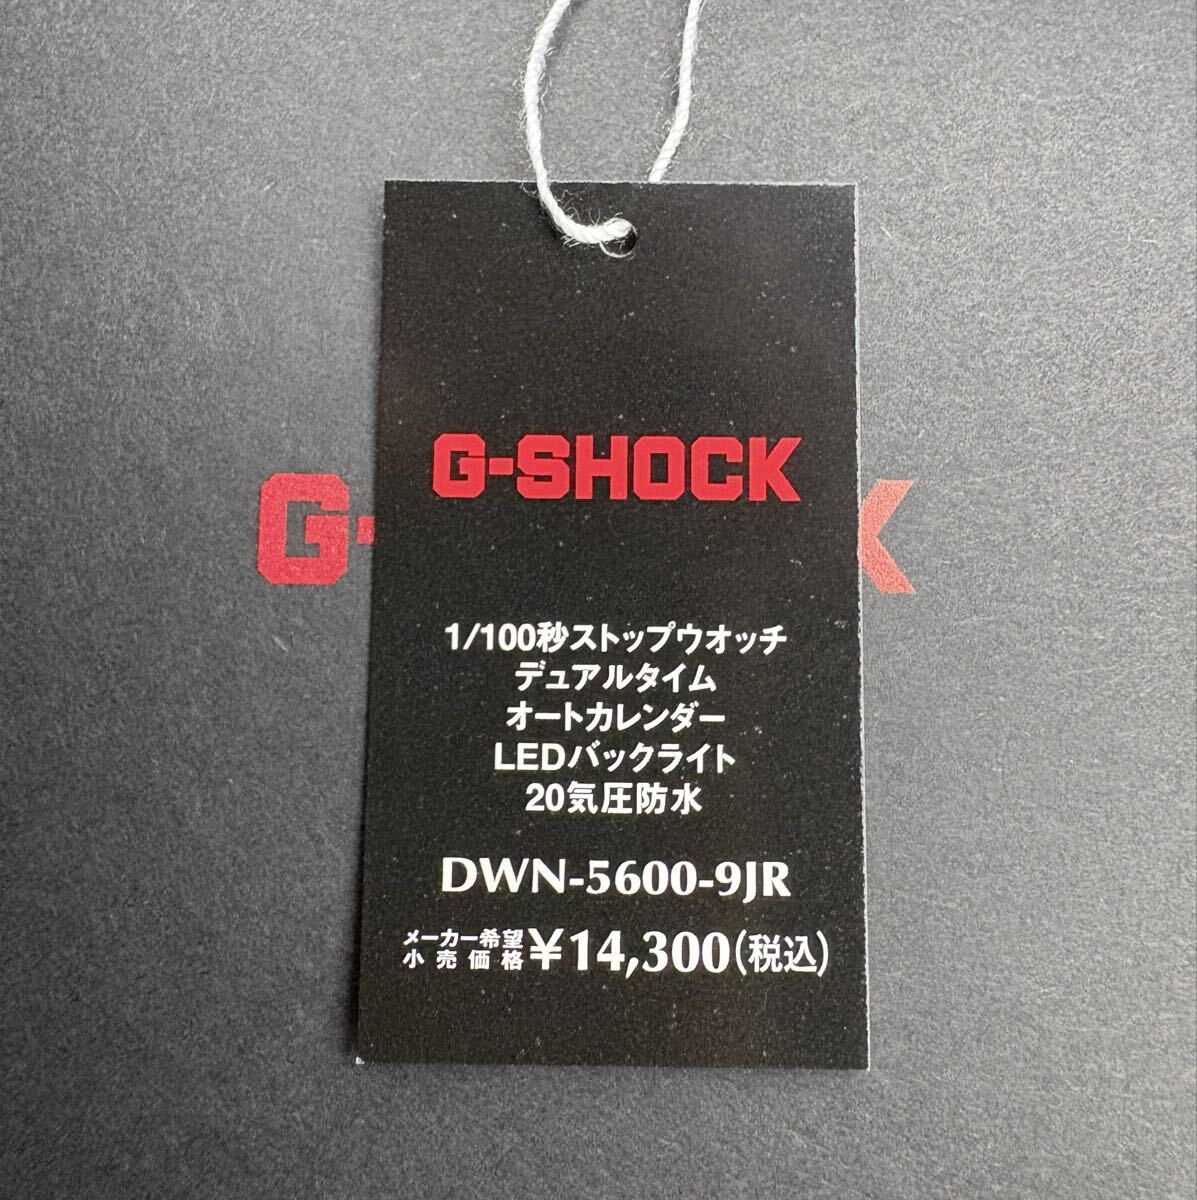 G-SHOCK
G- K
1/100秒ストップウオッチ
デュアルタイム
オートカレンダー
LEDバックライト
20気圧防水
DWN-5600-9JR
メーカー希望小売価格 ¥14,300(税込)